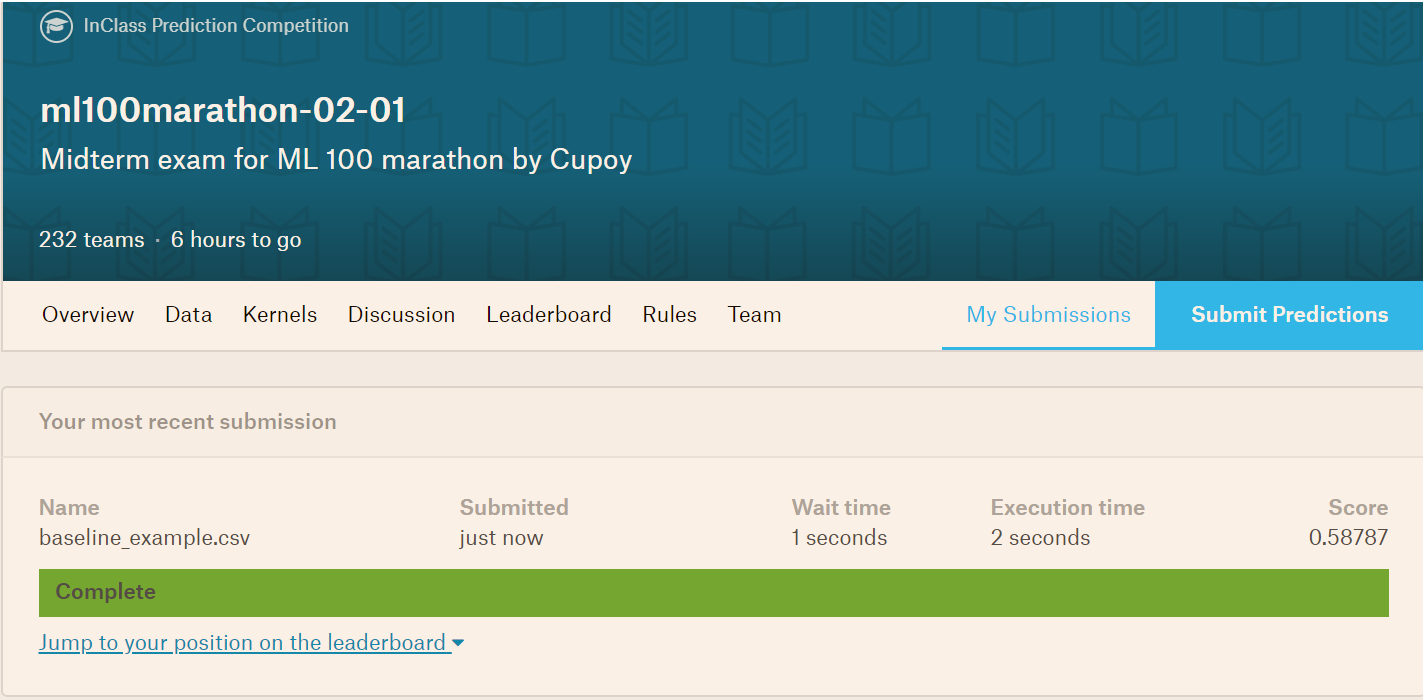 InClass Prediction Competition
ml100marathon-02-01
Midterm exam for ML 100 marathon by Cupoy
232 teams · 6 hours to go
Overview Data Kernels Discussion Leaderboard Rules Team My Submissions Submit Predictions
Your most recent submission
Name Submitted Wait time Execution time Score
baseline_example.csv just now 1 seconds 2 seconds 0.58787
Complete
Jump to your position on the leaderboard